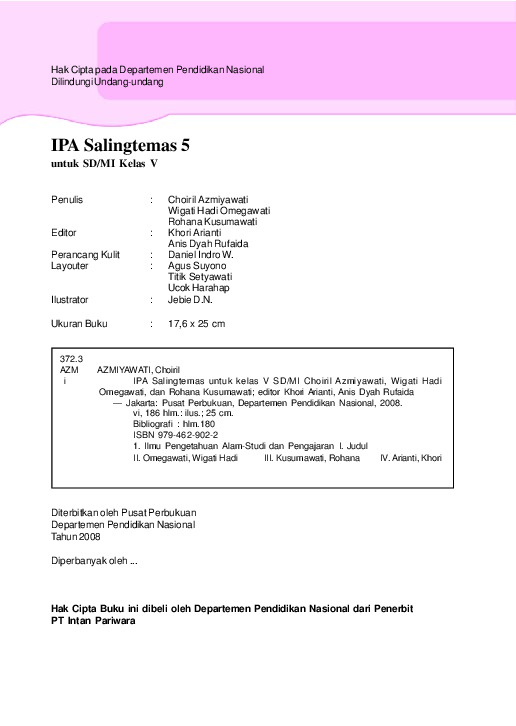 Hak Cipta pada Departemen Pendidikan Nasional
Dilindungi Undang-undang
IPA Salingtemas 5
untuk SD/MI Kelas V
Penulis : Choiril Azmiyawati
Wigati Hadi Omegawati
Rohana Kusumawati
Editor : Khori Arianti
Anis Dyah Rufaida
Perancang Kulit : Daniel Indro W.
Layouter : Agus Suyono
Titik Setyawati
Ucok Harahap
Ilustrator : Jebie D.N.
Ukuran Buku : 17,6 x 25 cm
372.3
AZM AZMIYAWATI, Choiril
i IPA Salingtemas untuk kelas V SD/MI Choiril Azmiyawati, Wigati Hadi
Omegawati, dan Rohana Kusumawati; editor Khori Arianti, Anis Dyah Rufaida
— Jakarta: Pusat Perbukuan, Departemen Pendidikan Nasional, 2008.
vi, 186 hlm.: ilus.; 25 cm.
Bibliografi : hlm.180
ISBN 979-462-902-2
1. Ilmu Pengetahuan Alam-Studi dan Pengajaran I. Judul
II. Omegawati, Wigati Hadi III. Kusumawati, Rohana IV. Arianti, Khori
Diterbitkan oleh Pusat Perbukuan
Departemen Pendidikan Nasional
Tahun 2008
Diperbanyak oleh ...
Hak Cipta Buku ini dibeli oleh Departemen Pendidikan Nasional dari Penerbit
PT Intan Pariwara